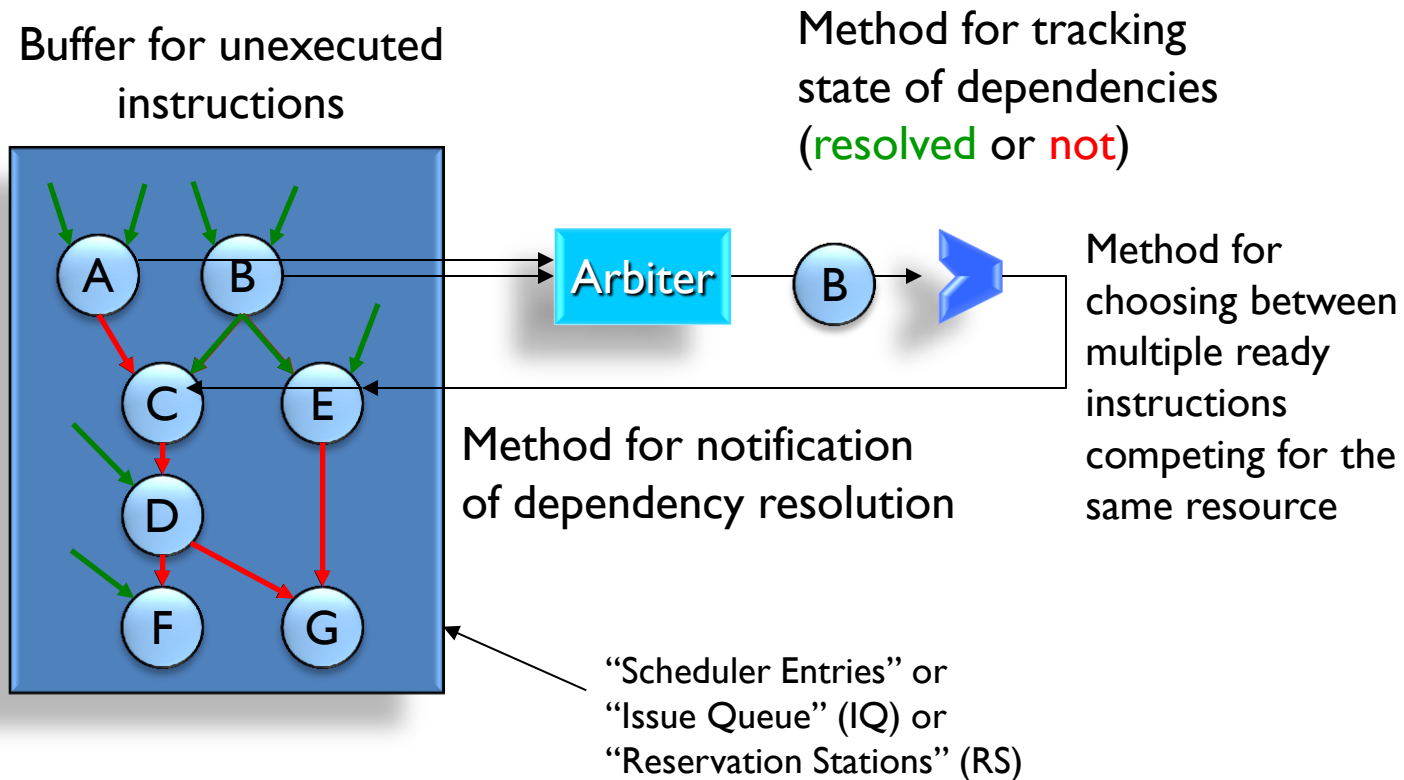 Buffer for unexecuted
instructions
Method for tracking
state of dependencies
(resolved or not)
A
B
Arbiter
B
Method for
choosing between
multiple ready
instructions
competing for the
same resource
C
E
Method for notification
of dependency resolution
D
F
G
“Scheduler Entries” or
“Issue Queue” (IQ) or
“Reservation Stations” (RS)